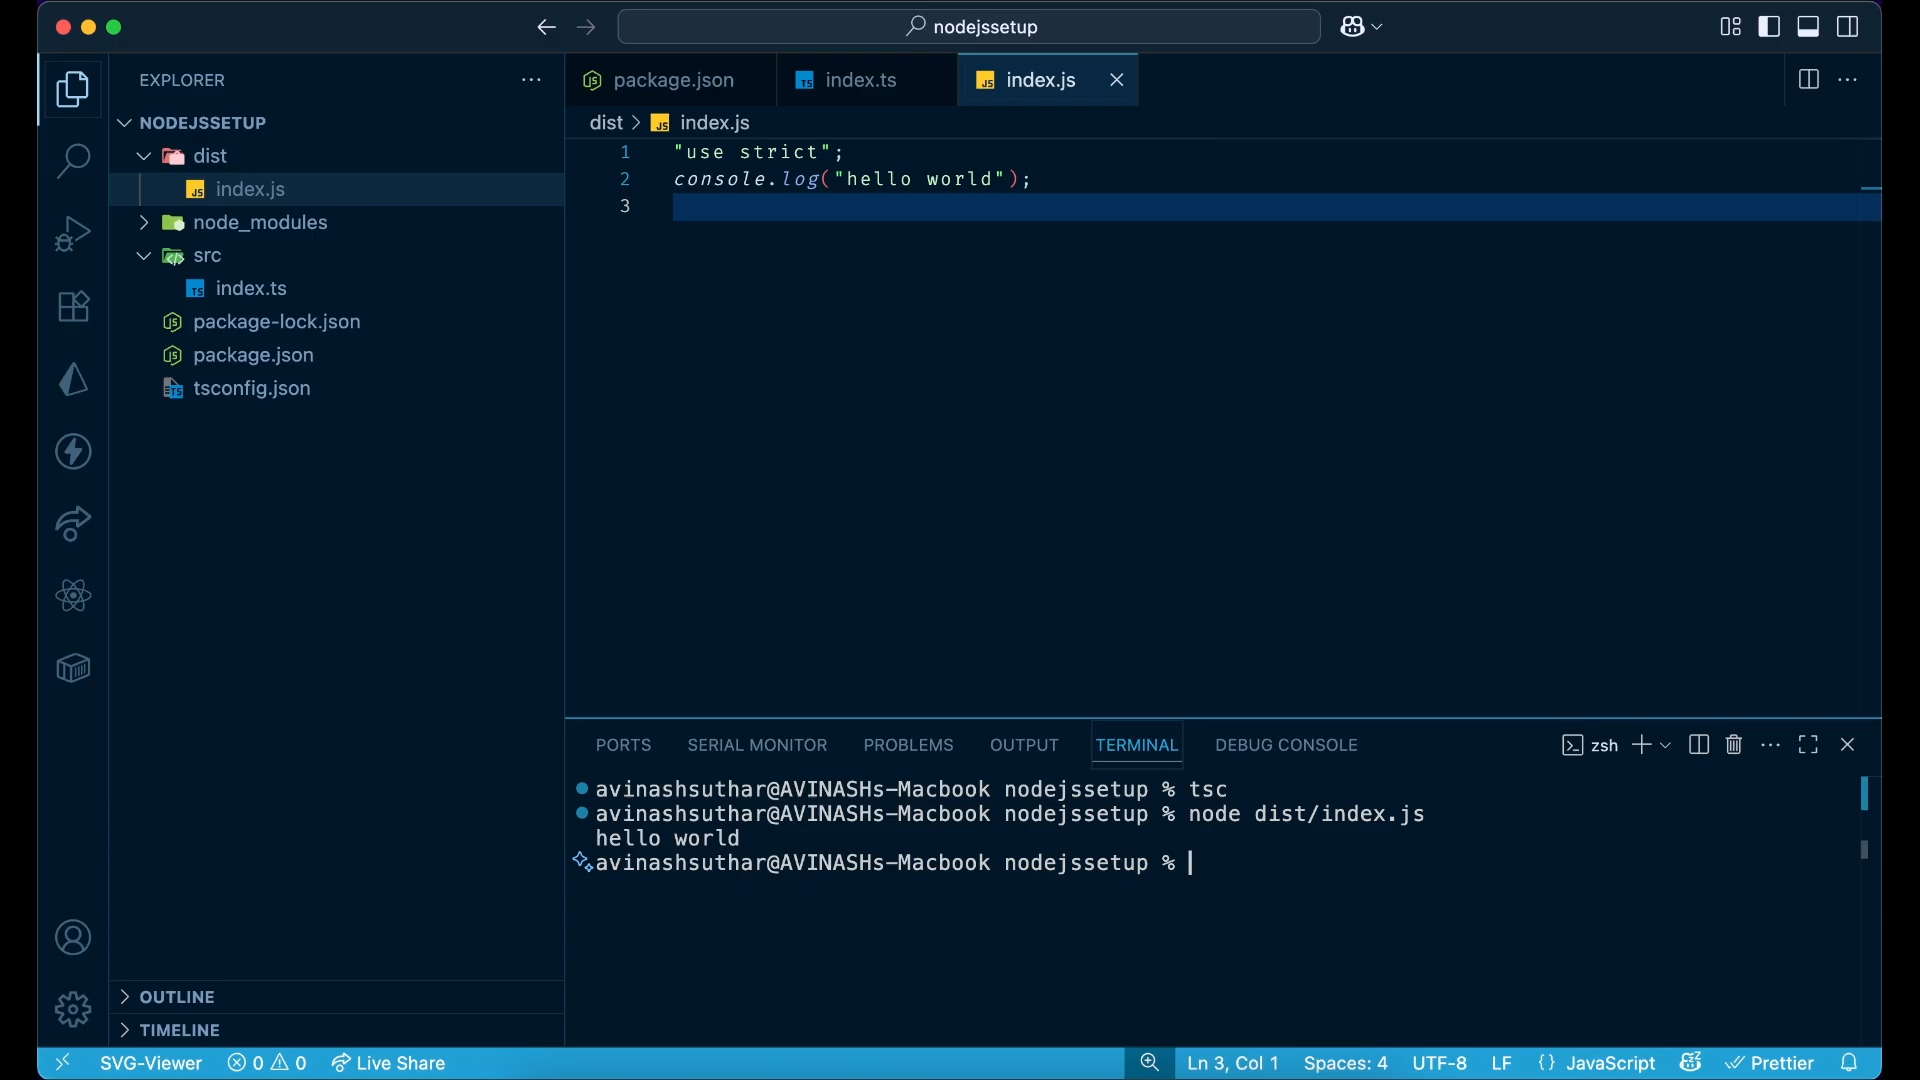 nodejssetup
EXPLORER
NODEJSSETUP
dist
index.js
node_modules
src
index.ts
package-lock.json
package.json
tsconfig.json
OUTLINE
TIMELINE
package.json
index.ts
index.js
dist > index.js
1 "use strict";
2 console.log("hello world");
3
PORTS SERIAL MONITOR PROBLEMS OUTPUT TERMINAL DEBUG CONSOLE
zsh
avinashsuthar@AVINASHs-Macbook nodejssetup % tsc
avinashsuthar@AVINASHs-Macbook nodejssetup % node dist/index.js
hello world
avinashsuthar@AVINASHs-Macbook nodejssetup %
SVG-Viewer 0 0 Live Share Ln 3, Col 1 Spaces: 4 UTF-8 LF {} JavaScript Prettier